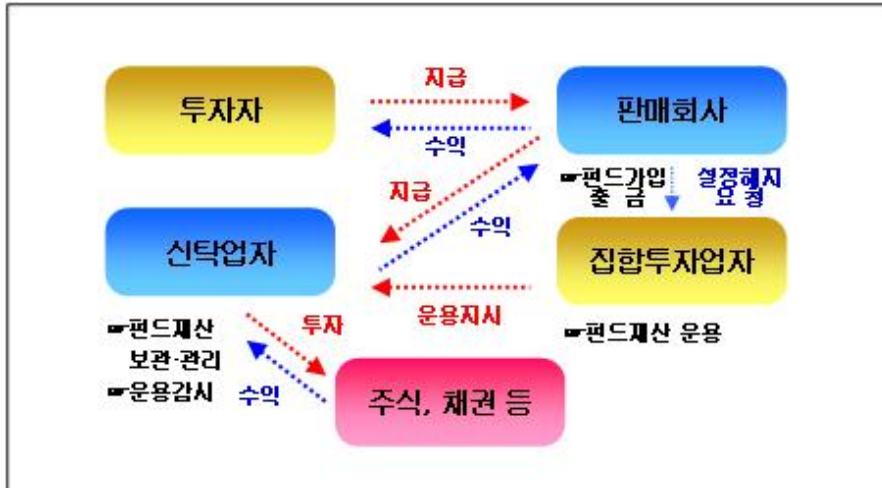 지급
투자자
판매회사
수익
☞펀드가입
출 금
설정해지
요 청
지급
수익
신탁업자
집합투자업자
운용지시
☞펀드재산
보관·관리
☞운용감시
투자
☞펀드재산 운용
수익
주식, 채권 등